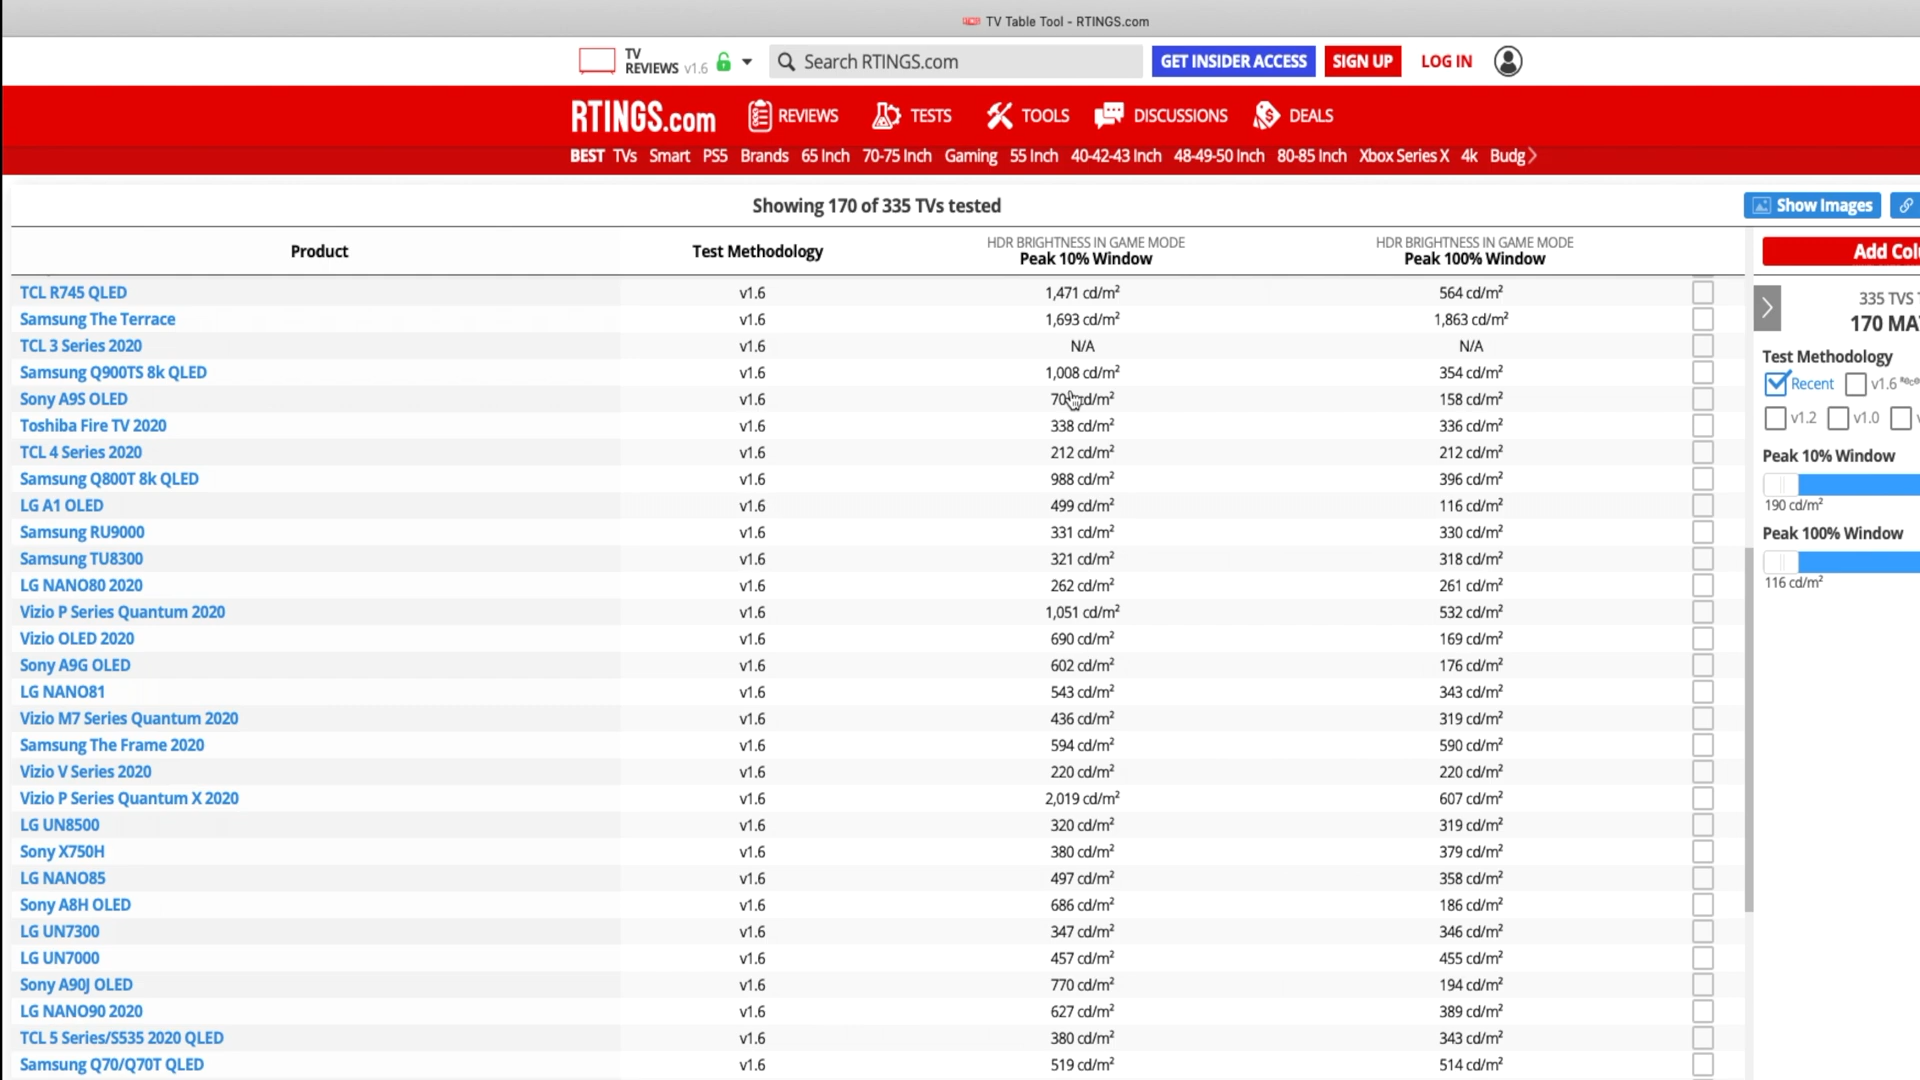 TV Table Tool - RTINGS.com
TV
REVIEWS v1.6
Search RTINGS.com
GET INSIDER ACCESS
SIGN UP
LOG IN
RTINGS.com
REVIEWS
TESTS
TOOLS
DISCUSSIONS
DEALS
BEST TVs Smart PS5 Brands 65 Inch 70-75 Inch Gaming 55 Inch 40-42-43 Inch 48-49-50 Inch 80-85 Inch Xbox Series X 4k Budg
Showing 170 of 335 TVs tested
Show Images
Product Test Methodology HDR BRIGHTNESS IN GAME MODE Peak 10% Window HDR BRIGHTNESS IN GAME MODE Peak 100% Window
TCL R745 QLED v1.6 1,471 cd/m² 564 cd/m²
Samsung The Terrace v1.6 1,693 cd/m² 1,863 cd/m²
TCL 3 Series 2020 v1.6 N/A N/A
Samsung Q900TS 8k QLED v1.6 1,008 cd/m² 354 cd/m²
Sony A9S OLED v1.6 158 cd/m²
Toshiba Fire TV 2020 v1.6 338 cd/m² 336 cd/m²
TCL 4 Series 2020 v1.6 212 cd/m² 212 cd/m²
Samsung Q800T 8k QLED v1.6 988 cd/m² 396 cd/m²
LG A1 OLED v1.6 499 cd/m² 116 cd/m²
Samsung RU9000 v1.6 331 cd/m² 330 cd/m²
Samsung TU8300 v1.6 321 cd/m² 318 cd/m²
LG NANO80 2020 v1.6 262 cd/m² 261 cd/m²
Vizio P Series Quantum 2020 v1.6 1,051 cd/m² 532 cd/m²
Vizio OLED 2020 v1.6 690 cd/m² 169 cd/m²
Sony A9G OLED v1.6 602 cd/m² 176 cd/m²
LG NANO81 v1.6 543 cd/m² 343 cd/m²
Vizio M7 Series Quantum 2020 v1.6 436 cd/m² 319 cd/m²
Samsung The Frame 2020 v1.6 594 cd/m² 590 cd/m²
Vizio V Series 2020 v1.6 220 cd/m² 220 cd/m²
Vizio P Series Quantum X 2020 v1.6 2,019 cd/m² 607 cd/m²
LG UN8500 v1.6 320 cd/m² 319 cd/m²
Sony X750H v1.6 380 cd/m² 379 cd/m²
LG NANO85 v1.6 497 cd/m² 358 cd/m²
Sony A8H OLED v1.6 686 cd/m² 186 cd/m²
LG UN7300 v1.6 347 cd/m² 346 cd/m²
LG UN7000 v1.6 457 cd/m² 455 cd/m²
Sony A90J OLED v1.6 770 cd/m² 194 cd/m²
LG NANO90 2020 v1.6 627 cd/m² 389 cd/m²
TCL 5 Series/S535 2020 QLED v1.6 380 cd/m² 343 cd/m²
Samsung Q70/Q70T QLED v1.6 519 cd/m² 514 cd/m²
Add Colu
335 TVS
170 MA
Test Methodology
Recent v1.6
v1.2 v1.0
Peak 10% Window
190 cd/m²
Peak 100% Window
116 cd/m²